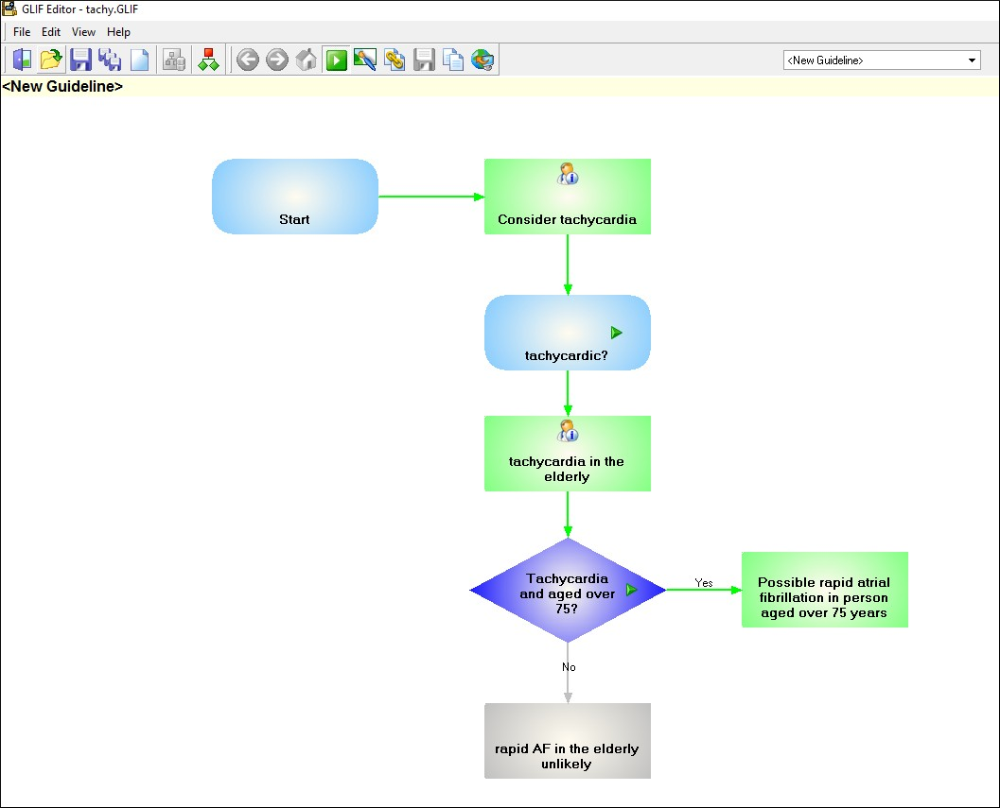 GLIF Editor - tachy.GLIF
File Edit View Help
<New Guideline>
<New Guideline>
Start
Consider tachycardia
tachycardic?
tachycardia in the
elderly
Tachycardia
and aged over
75?
Yes
Possible rapid atrial
fibrillation in person
aged over 75 years
No
rapid AF in the elderly
unlikely